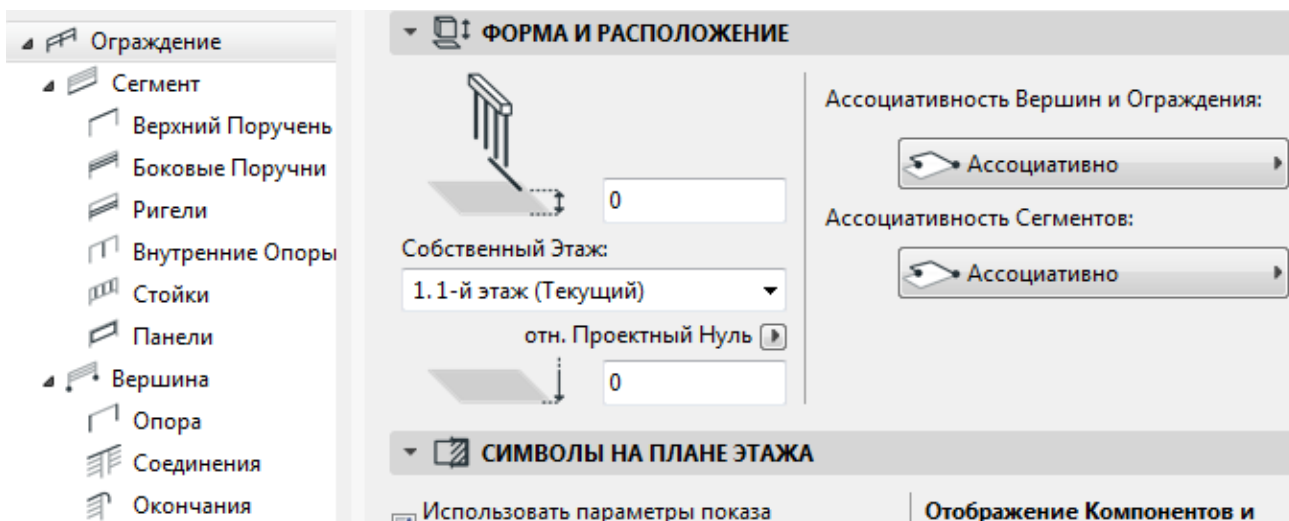 Ограждение
Сегмент
Верхний Поручень
Боковые Поручни
Ригели
Внутренние Опоры
Стойки
Панели
Вершина
Опора
Соединения
Окончания
ФОРМА И РАСПОЛОЖЕНИЕ
0
Собственный Этаж:
1. 1-й этаж (Текущий)
отн. Проектный Нуль
0
Ассоциативность Вершин и Ограждения:
Ассоциативно
Ассоциативность Сегментов:
Ассоциативно
СИМВОЛЫ НА ПЛАНЕ ЭТАЖА
Использовать параметры показа
Отображение Компонентов и